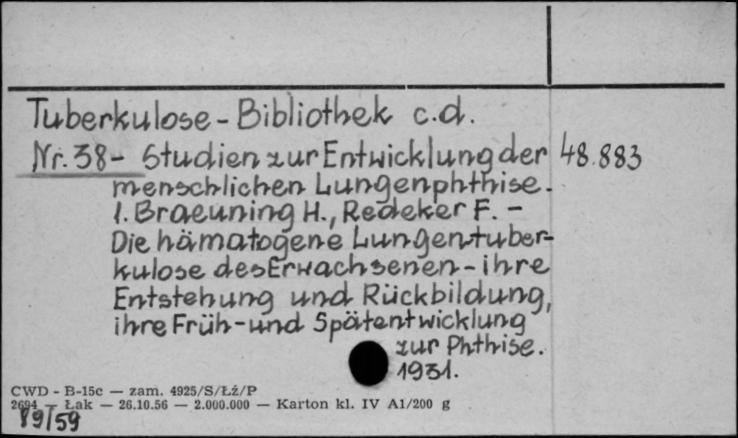 Tuberkulose - Bibliothek c.d.
Nr. 38 - Studien zur Entwicklung der 48.883
menschlichen Lungenphthise.
1. Braeuning H., Redeker F. -
Die hämatogene Lungentuber-
kulose des Erwachsenen - ihre
Entstehung und Rückbildung,
ihre Früh- und Spätentwicklung
zur Phthise.
1931.
CWD - B-15c — zam. 4925/S/Łż/P
2694 — Łak — 26.10.56 — 2.000.000 — Karton kl. IV A1/200 g
89/59